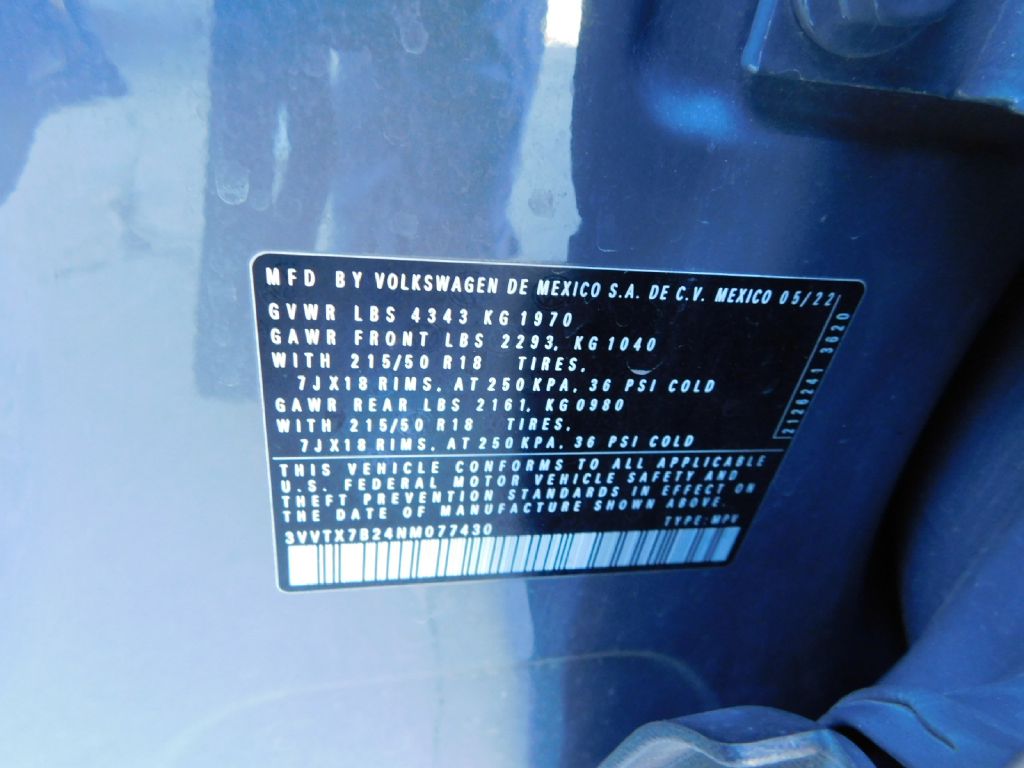 MFD BY VOLKSWAGEN DE MEXICO S.A. DE C.V. MEXICO 05/22
GVWR LBS 4343 KG 1970
GAWR FRONT LBS 2293, KG 1040
WITH 215/50 R18 TIRES,
7JX18 RIMS, AT 250 KPA, 36 PSI COLD
GAWR REAR LBS 2161, KG 0980
WITH 215/50 R18 TIRES,
7JX18 RIMS, AT 250 KPA, 36 PSI COLD
2126241 3620
THIS VEHICLE CONFORMS TO ALL APPLICABLE
U.S. FEDERAL MOTOR VEHICLE SAFETY AND
THEFT PREVENTION STANDARDS IN EFFECT ON
THE DATE OF MANUFACTURE SHOWN ABOVE.
3VVTX7B24NM077430 TYPE: MPV